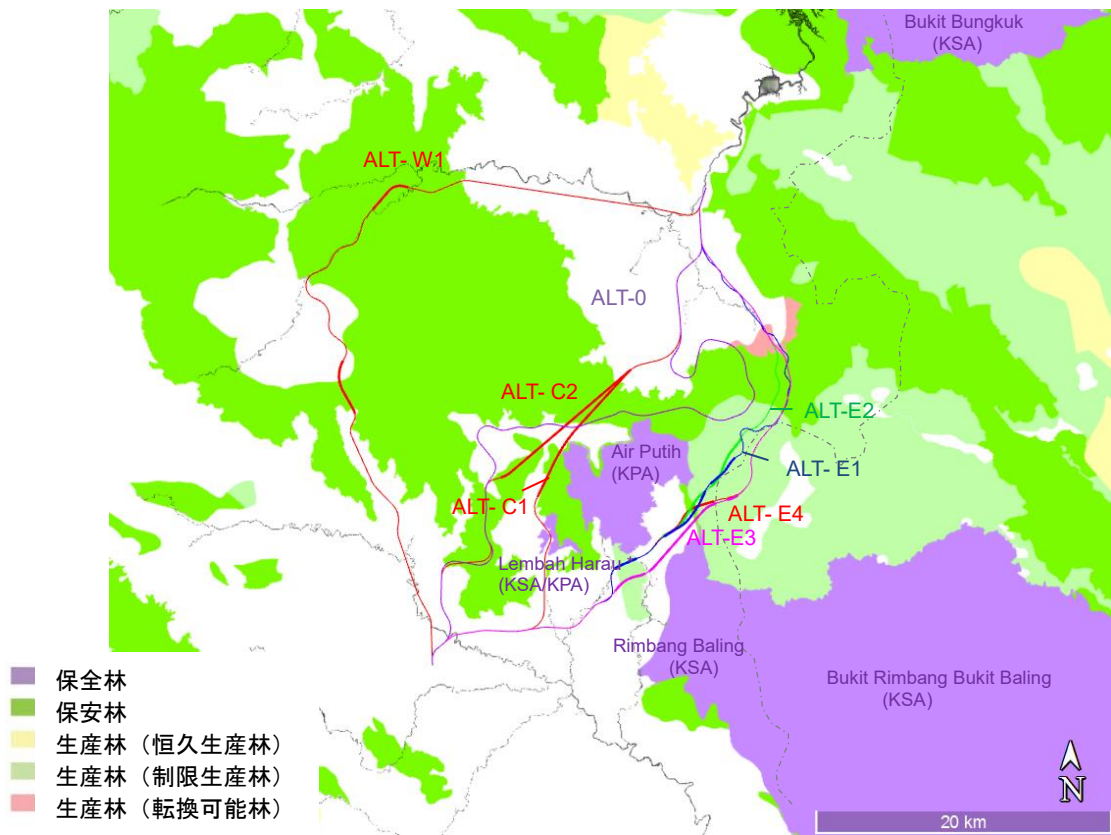 Bukit Bungkuk
(KSA)
ALT- W1
ALT-0
ALT- C2
ALT-E2
Air Putih
(KPA)
ALT- E1
ALT- C1
ALT- E4
ALT-E3
Lembah Harau
(KSA/KPA)
Rimbang Baling
(KSA)
Bukit Rimbang Bukit Baling
(KSA)
保全林
保安林
生産林（恒久生産林）
生産林（制限生産林）
生産林（転換可能林）
N
20 km